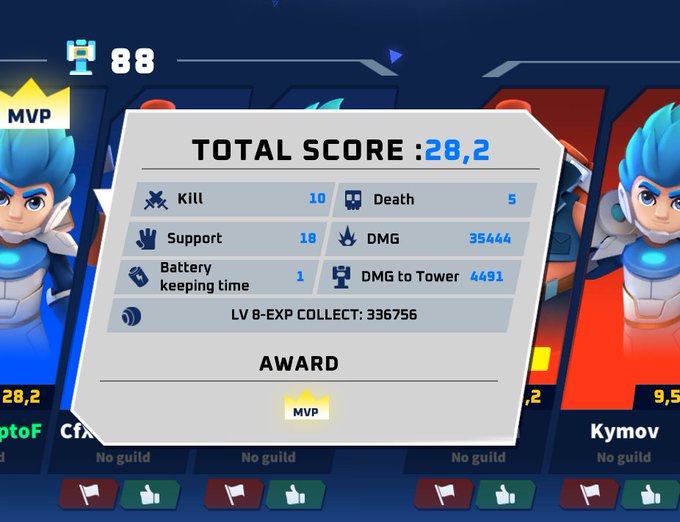 88
MVP
TOTAL SCORE :28,2
Kill 10
Death 5
Support 18
DMG 35444
Battery keeping time 1
DMG to Tower 4491
LV 8-EXP COLLECT: 336756
AWARD
MVP
28,2
,2
9,5
ptoF
Cfx
Kymov
No guild
No guild
No guild
No guild